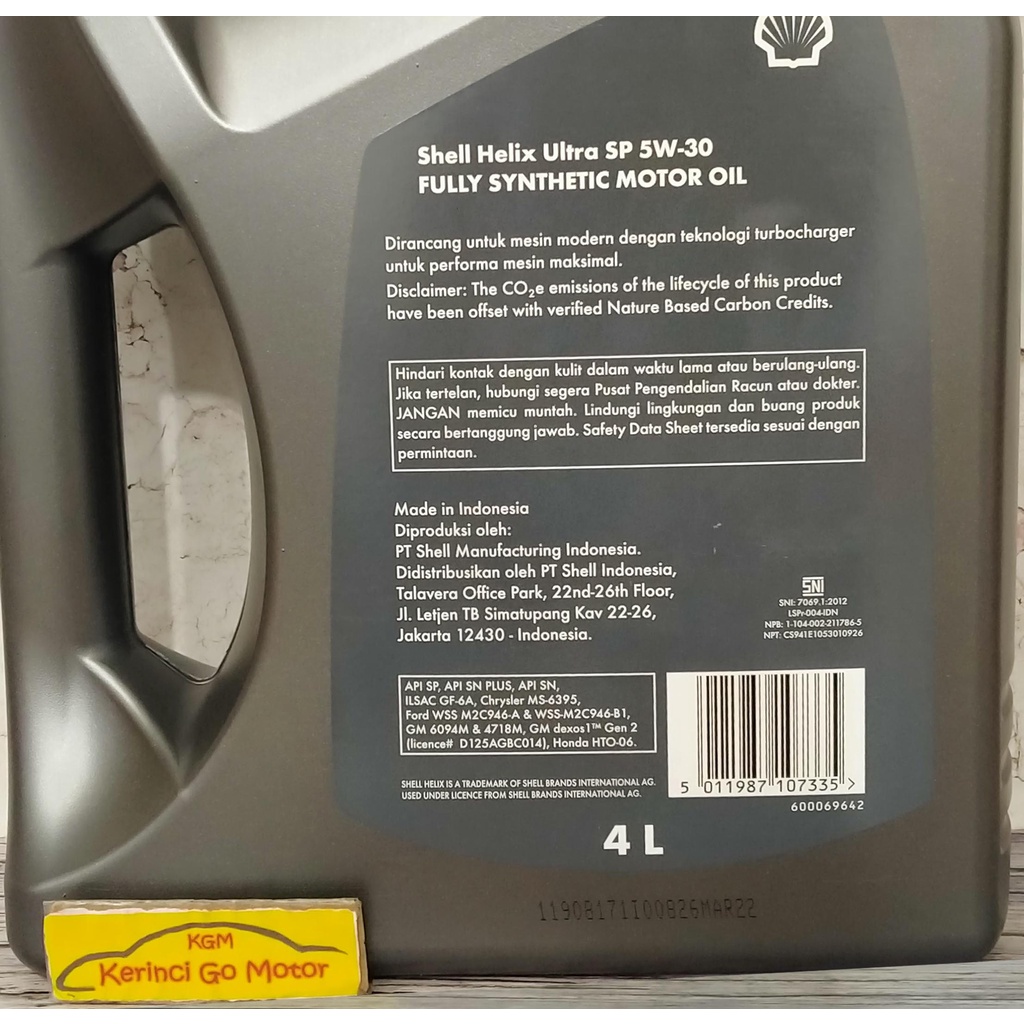 Shell Helix Ultra SP 5W-30
FULLY SYNTHETIC MOTOR OIL
Dirancang untuk mesin modern dengan teknologi turbocharger
untuk performa mesin maksimal.
Disclaimer: The CO₂e emissions of the lifecycle of this product
have been offset with verified Nature Based Carbon Credits.
Hindari kontak dengan kulit dalam waktu lama atau berulang-ulang.
Jika tertelan, hubungi segera Pusat Pengendalian Racun atau dokter.
JANGAN memicu muntah. Lindungi lingkungan dan buang produk
secara bertanggung jawab. Safety Data Sheet tersedia sesuai dengan
permintaan.
Made in Indonesia
Diproduksi oleh:
PT Shell Manufacturing Indonesia.
Didistribusikan oleh PT Shell Indonesia,
Talavera Office Park, 22nd-26th Floor,
Jl. Letjen TB Simatupang Kav 22-26,
Jakarta 12430 - Indonesia.
SNI
SNI: 7069.1:2012
LSPr-004-IDN
NPB: 1-104-002-211786-5
NPT: CS941E1053010926
API SP, API SN PLUS, API SN,
ILSAC GF-6A, Chrysler MS-6395,
Ford WSS M2C946-A & WSS-M2C946-B1,
GM 6094M & 4718M, GM dexos1™ Gen 2
(licence# D125AGBC014), Honda HTO-06.
SHELL HELIX IS A TRADEMARK OF SHELL BRANDS INTERNATIONAL AG.
USED UNDER LICENCE FROM SHELL BRANDS INTERNATIONAL AG.
5 011987 107335 >
600069642
4 L
11908171I00826MAR22
KGM
Kerinci Go Motor